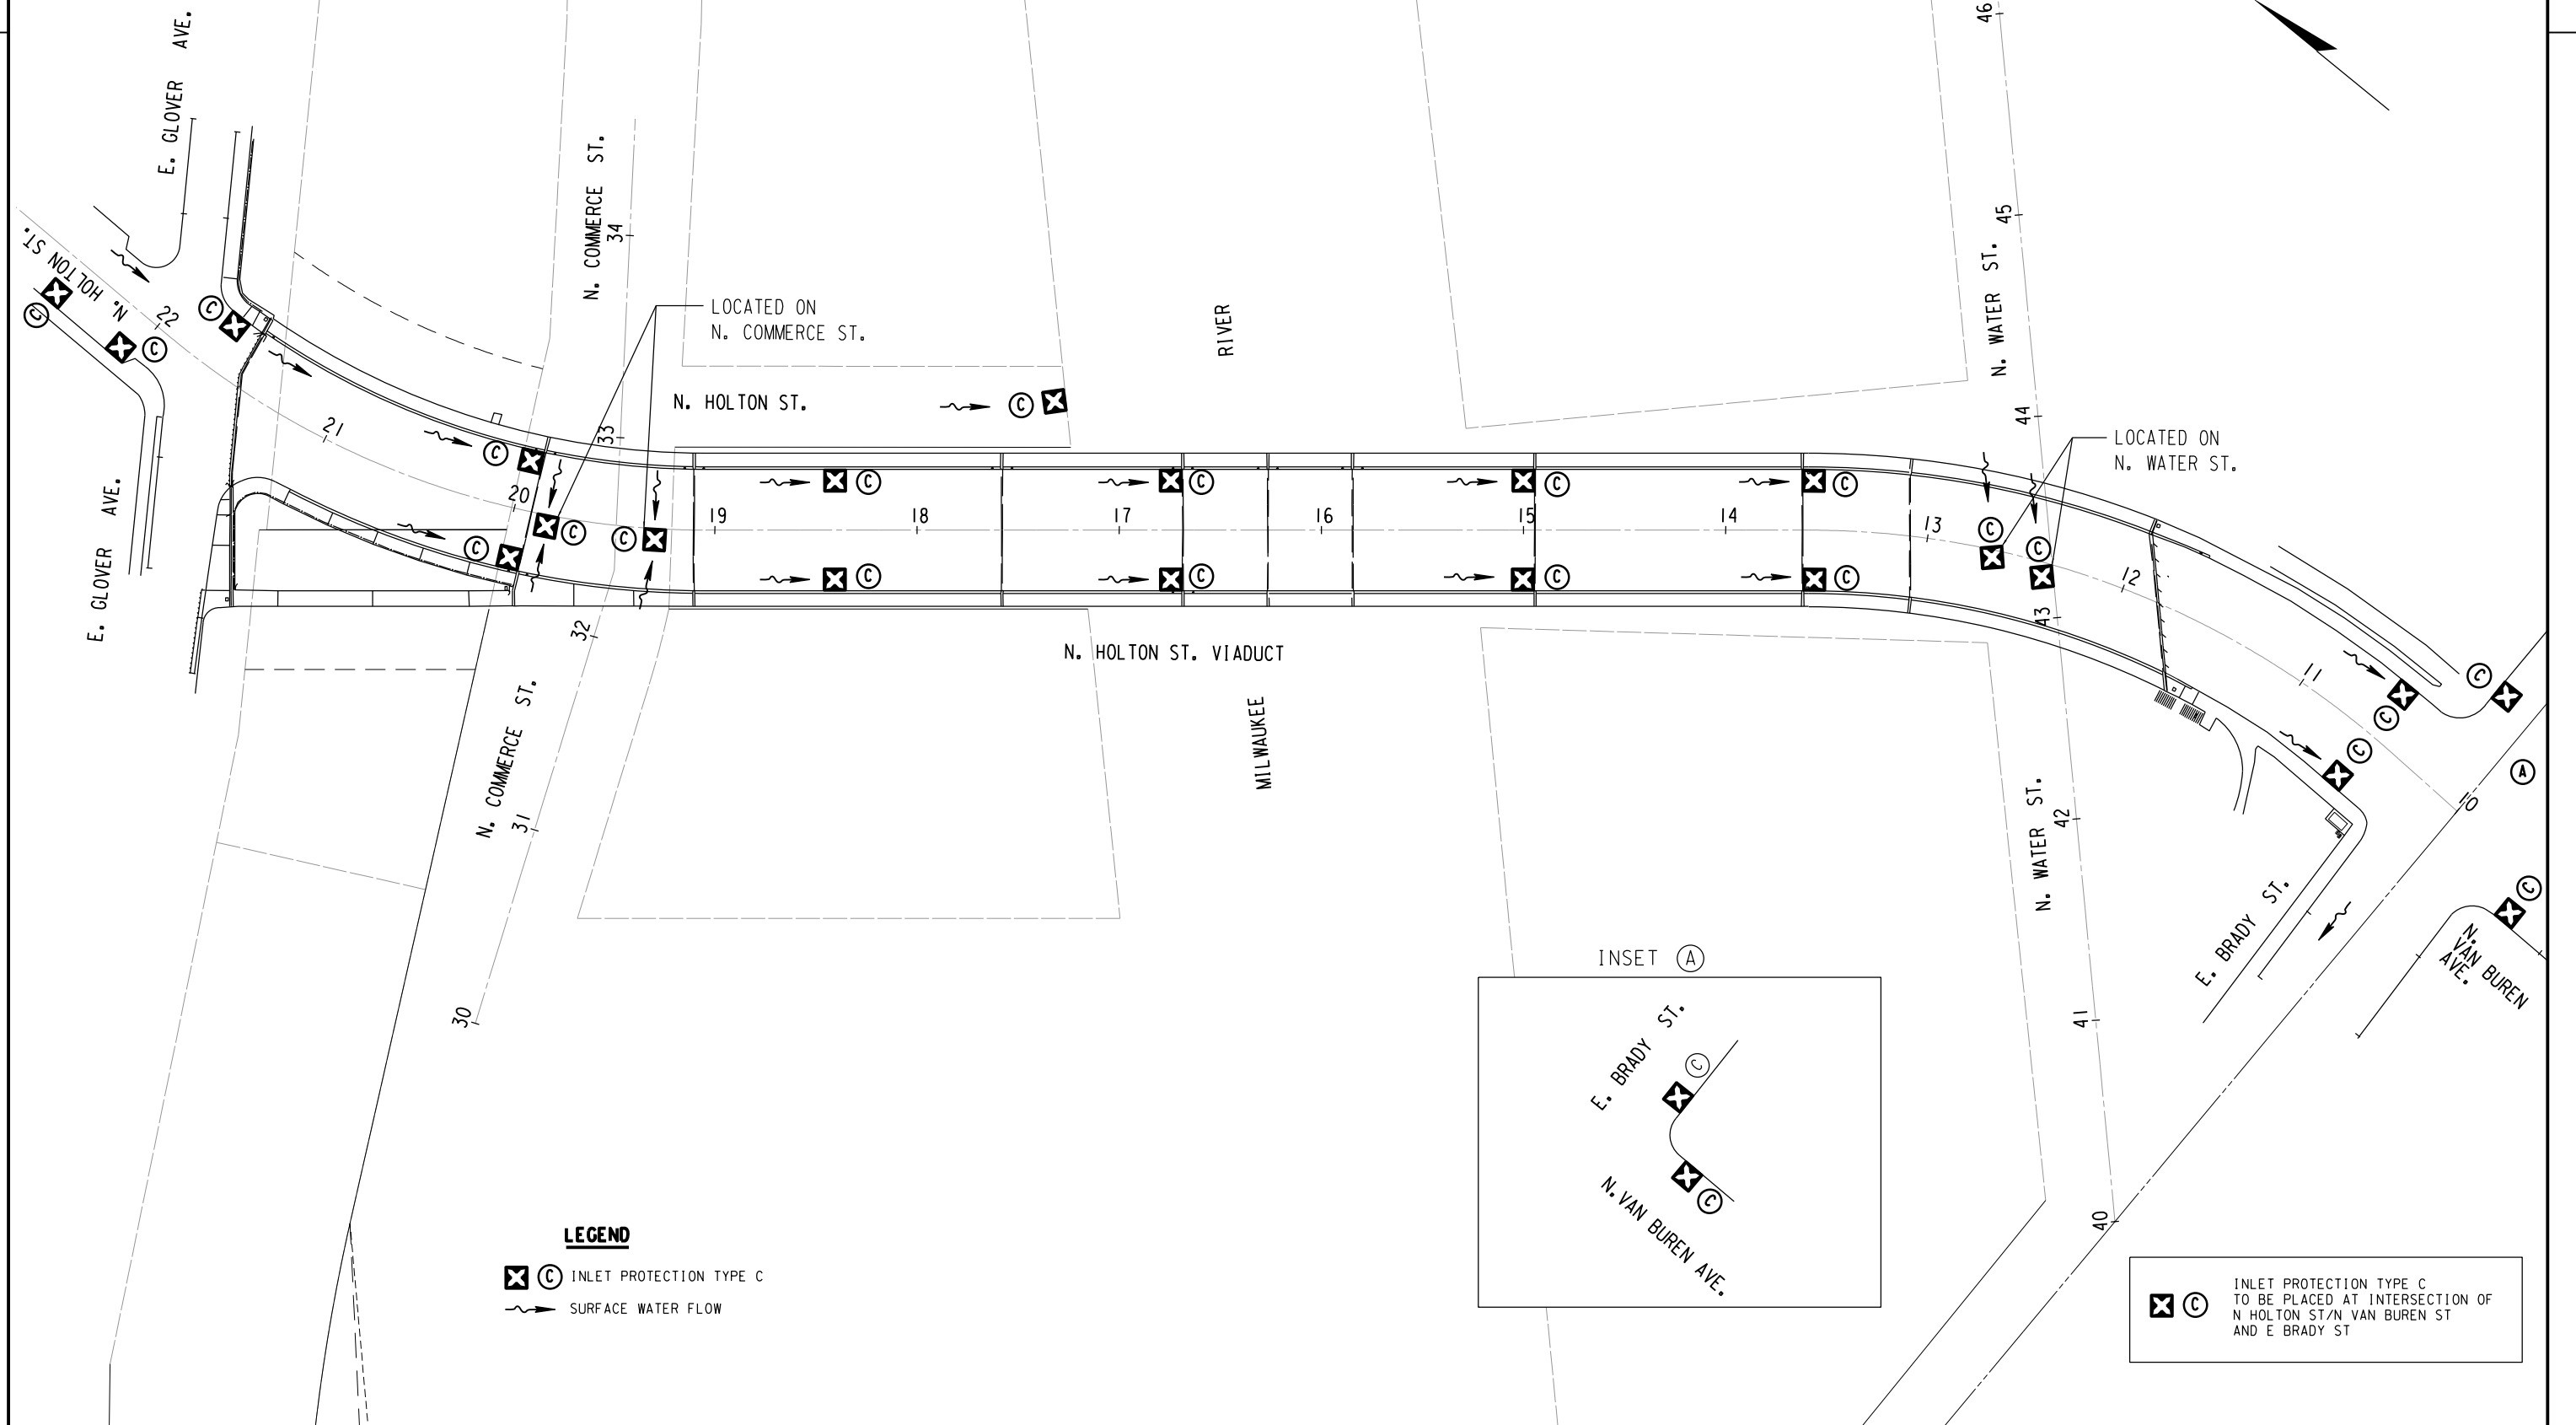 E. GLOVER AVE.
N. HOLTON ST.
22
C
C
C
E. GLOVER AVE.
21
N. COMMERCE ST.
34
33
LOCATED ON
N. COMMERCE ST.
N. HOLTON ST.
C
C
C
20
C
C
32
N. COMMERCE ST.
31
30
19
18
17
16
15
14
13
12
11
10
C
C
C
C
C
C
C
C
RIVER
N. HOLTON ST. VIADUCT
MILWAUKEE
46
45
N. WATER ST.
44
LOCATED ON
N. WATER ST.
C
C
43
N. WATER ST.
42
41
40
C
C
C
A
C
E. BRADY ST.
N.
VAN BUREN
AVE.
INSET A
E. BRADY ST.
C
C
N. VAN BUREN AVE.
LEGEND
C INLET PROTECTION TYPE C
SURFACE WATER FLOW
C
INLET PROTECTION TYPE C
TO BE PLACED AT INTERSECTION OF
N HOLTON ST/N VAN BUREN ST
AND E BRADY ST